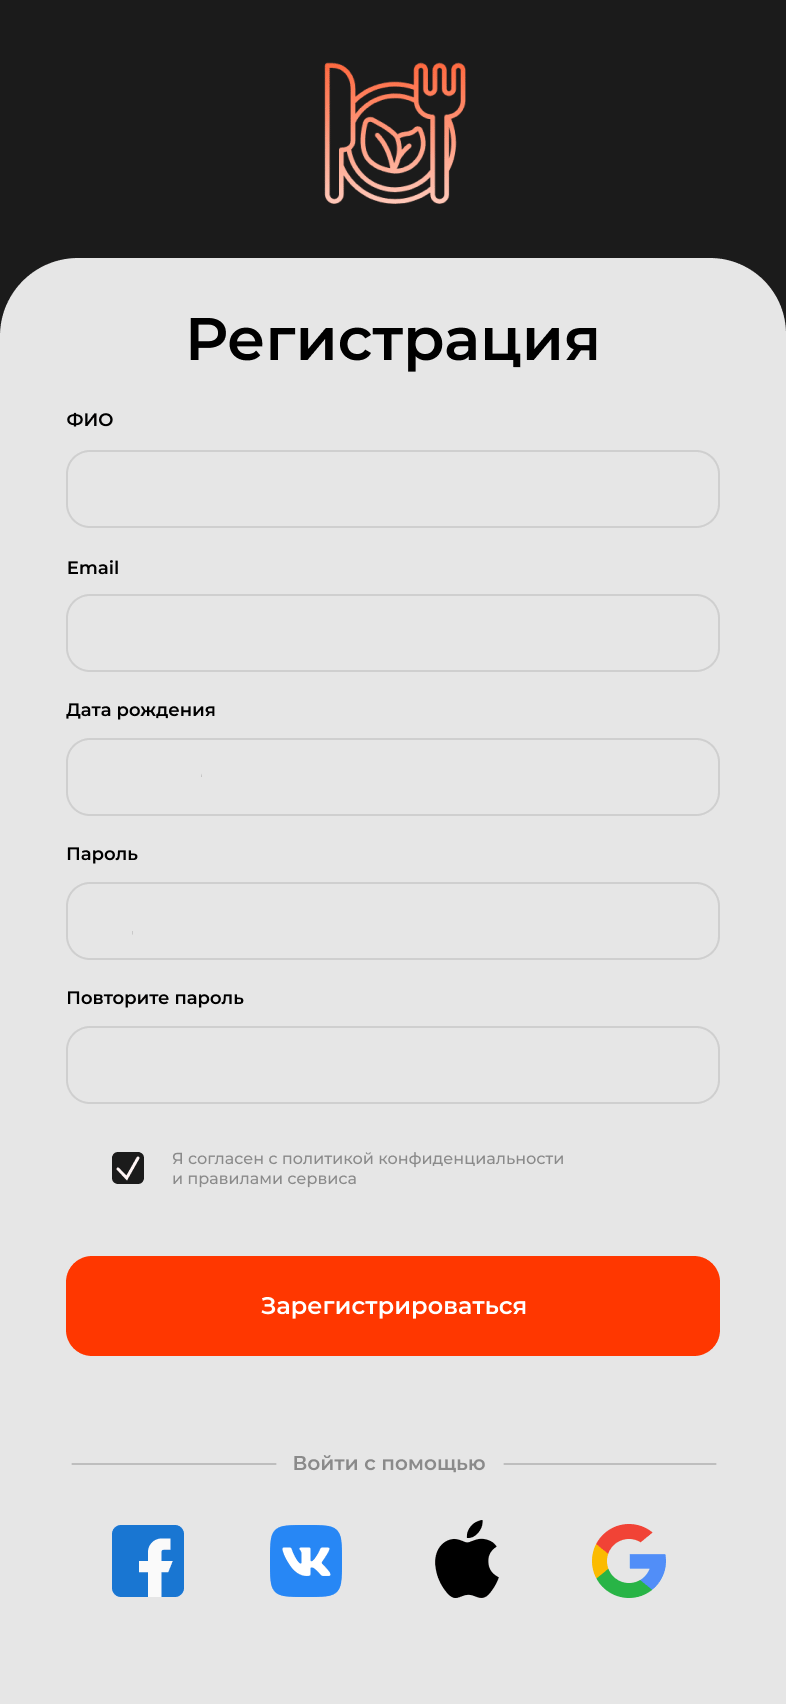 Регистрация
ФИО
Email
Дата рождения
Пароль
Повторите пароль
Я согласен с политикой конфиденциальности
и правилами сервиса
Зарегистрироваться
Войти с помощью